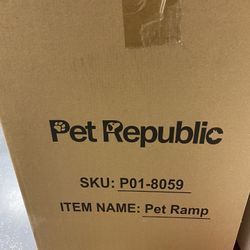 Pet Republic
SKU: P01-8059
ITEM NAME: Pet Ramp